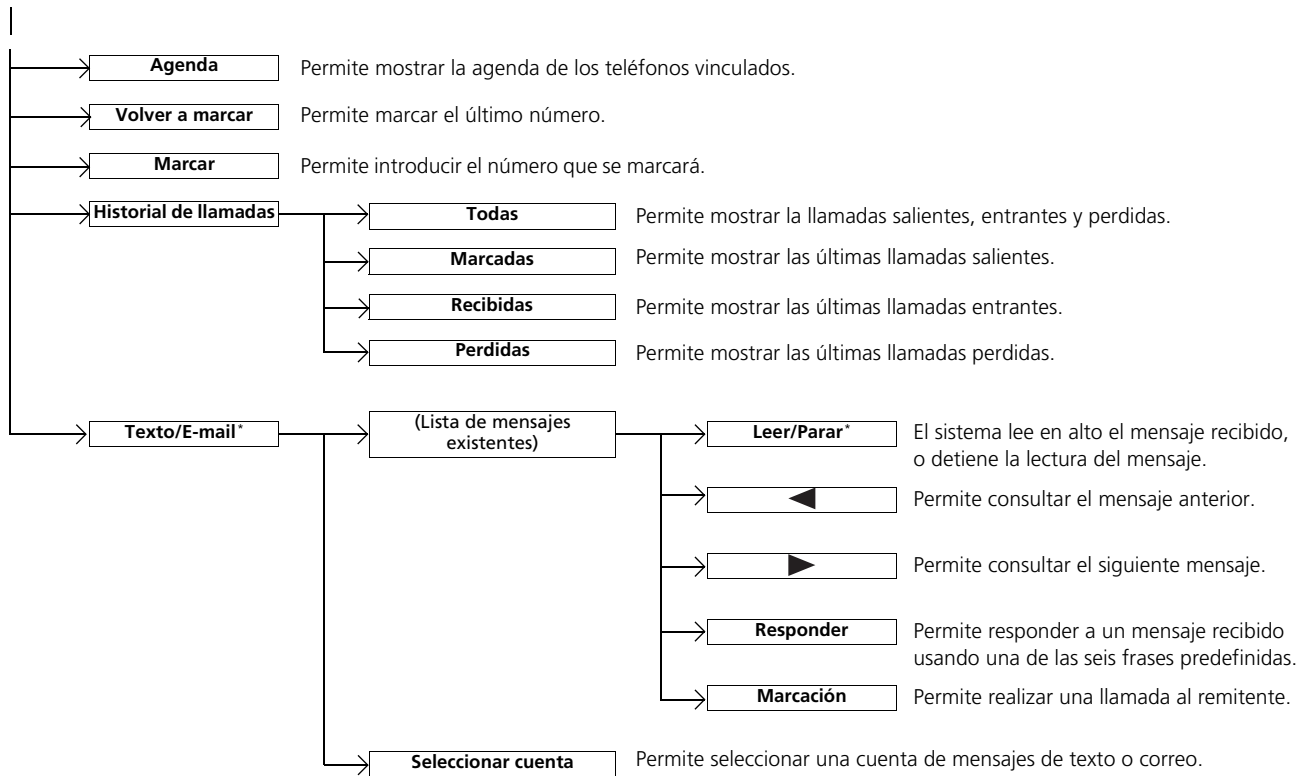 Agenda
Permite mostrar la agenda de los teléfonos vinculados.
Volver a marcar
Permite marcar el último número.
Marcar
Permite introducir el número que se marcará.
Historial de llamadas
Todas
Permite mostrar la llamadas salientes, entrantes y perdidas.
Marcadas
Permite mostrar las últimas llamadas salientes.
Recibidas
Permite mostrar las últimas llamadas entrantes.
Perdidas
Permite mostrar las últimas llamadas perdidas.
Texto/E-mail*
(Lista de mensajes
existentes)
Leer/Parar*
El sistema lee en alto el mensaje recibido,
o detiene la lectura del mensaje.
Permite consultar el mensaje anterior.
Permite consultar el siguiente mensaje.
Responder
Permite responder a un mensaje recibido
usando una de las seis frases predefinidas.
Marcación
Permite realizar una llamada al remitente.
Seleccionar cuenta
Permite seleccionar una cuenta de mensajes de texto o correo.